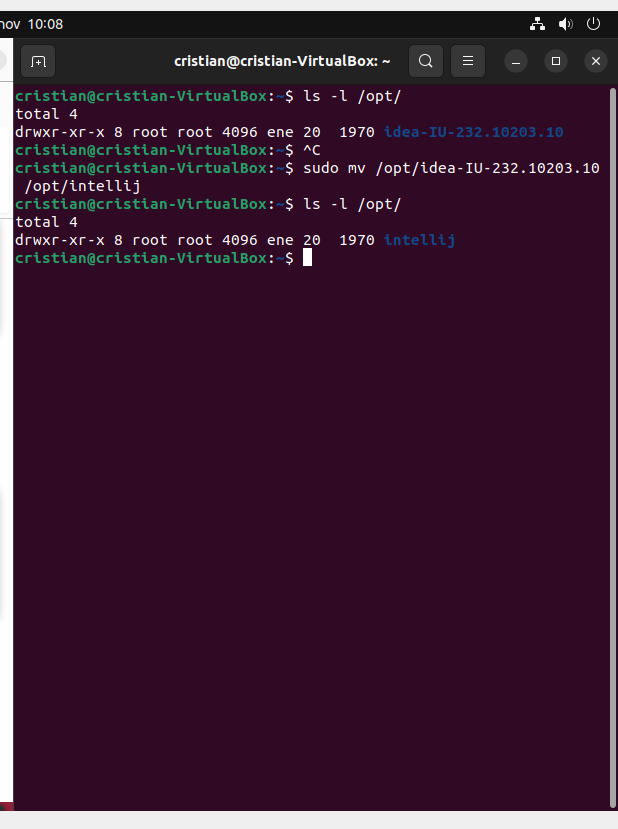 nov 10:08
cristian@cristian-VirtualBox: ~
cristian@cristian-VirtualBox:~$ ls -l /opt/
total 4
drwxr-xr-x 8 root root 4096 ene 20  1970 idea-IU-232.10203.10
cristian@cristian-VirtualBox:~$ ^C
cristian@cristian-VirtualBox:~$ sudo mv /opt/idea-IU-232.10203.10
 /opt/intellij
cristian@cristian-VirtualBox:~$ ls -l /opt/
total 4
drwxr-xr-x 8 root root 4096 ene 20  1970 intellij
cristian@cristian-VirtualBox:~$